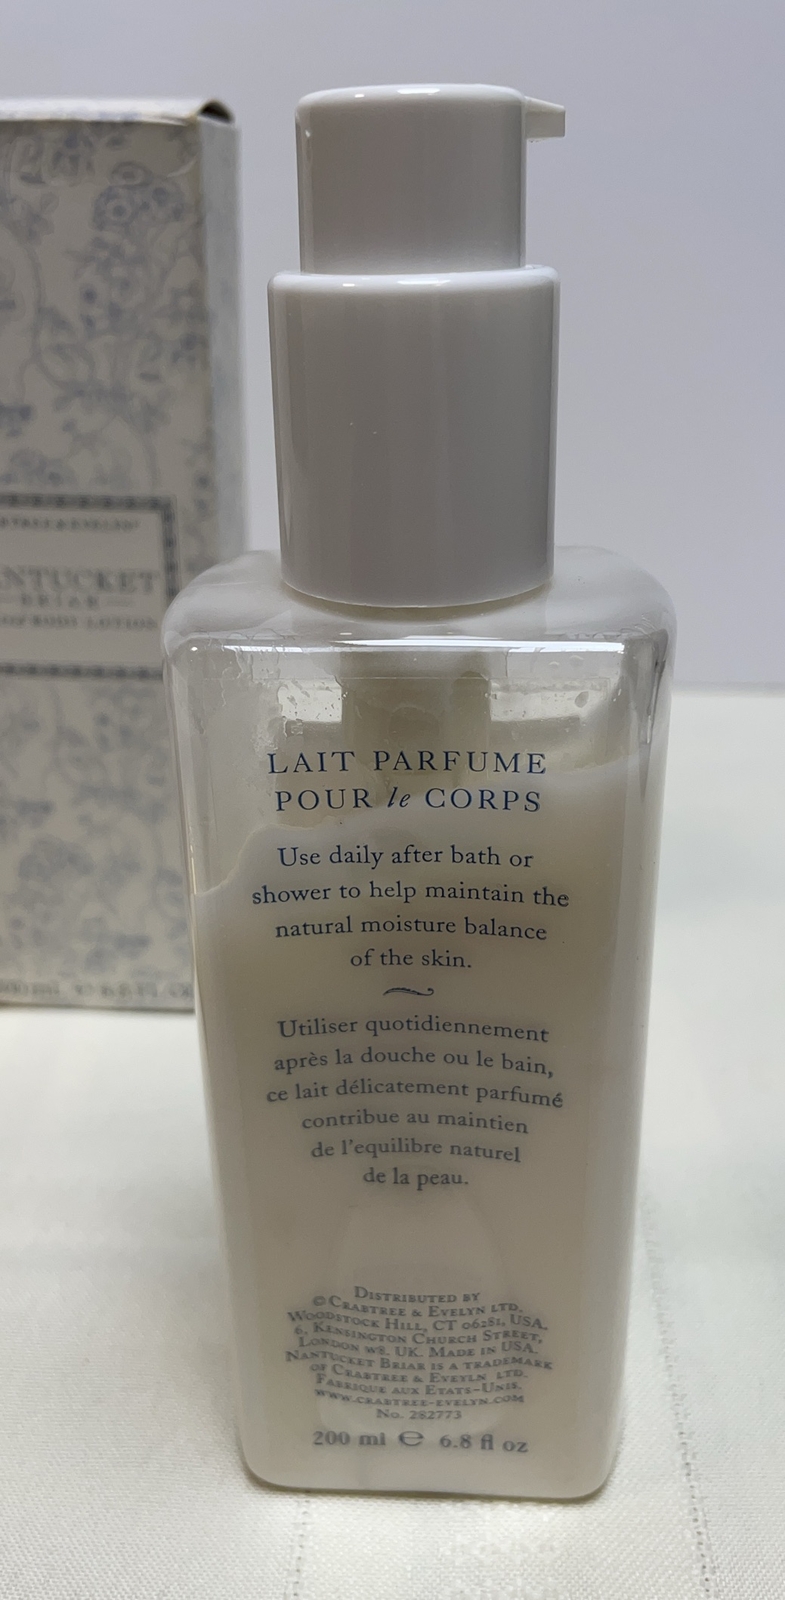 NTUCKET
BRIAR
BODY LOTION
LAIT PARFUME
POUR le CORPS
Use daily after bath or
shower to help maintain the
natural moisture balance
of the skin.
Utiliser quotidiennement
après la douche ou le bain,
ce lait délicatement parfumé
contribue au maintien
de l'equilibre naturel
de la peau.
DISTRIBUTED BY
© CRABTREE & EVELYN LTD.
WOODSTOCK HILL, CT 06281, USA.
6, KENSINGTON CHURCH STREET,
LONDON W8. UK. MADE IN USA.
NANTUCKET BRIAR IS A TRADEMARK
OF CRABTREE & EVEYLN LTD.
FABRIQUE AUX ETATS-UNIS.
WWW.CRABTREE-EVELYN.COM
No. 282773
200 ml ℮ 6.8 fl oz